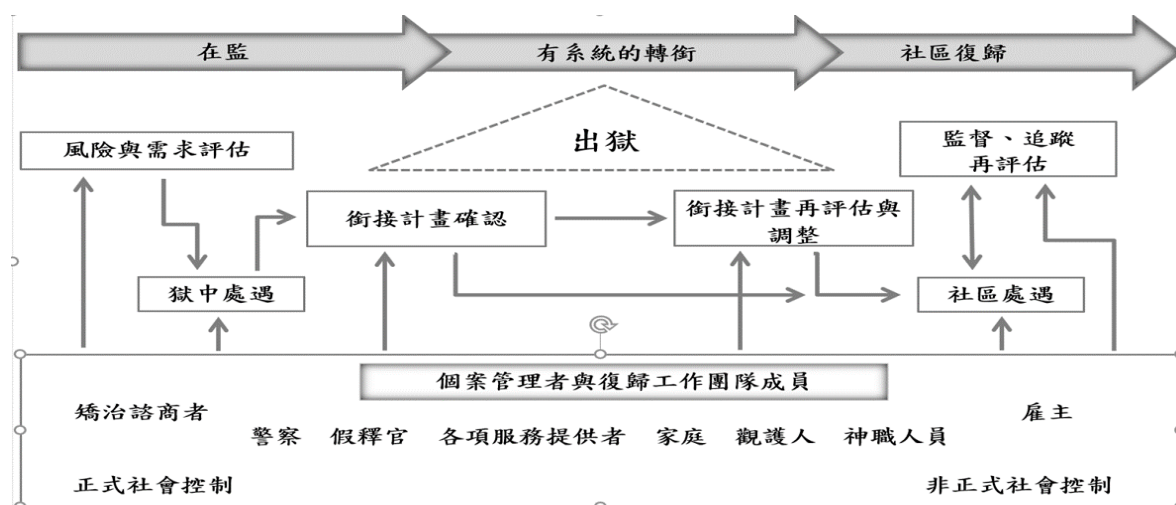 在監
有系統的轉銜
社區復歸
出獄
風險與需求評估
監督、追蹤
再評估
銜接計畫確認
銜接計畫再評估與
調整
獄中處遇
社區處遇
個案管理者與復歸工作團隊成員
矯治諮商者
雇主
警察 假釋官 各項服務提供者 家庭 觀護人 神職人員
正式社會控制
非正式社會控制